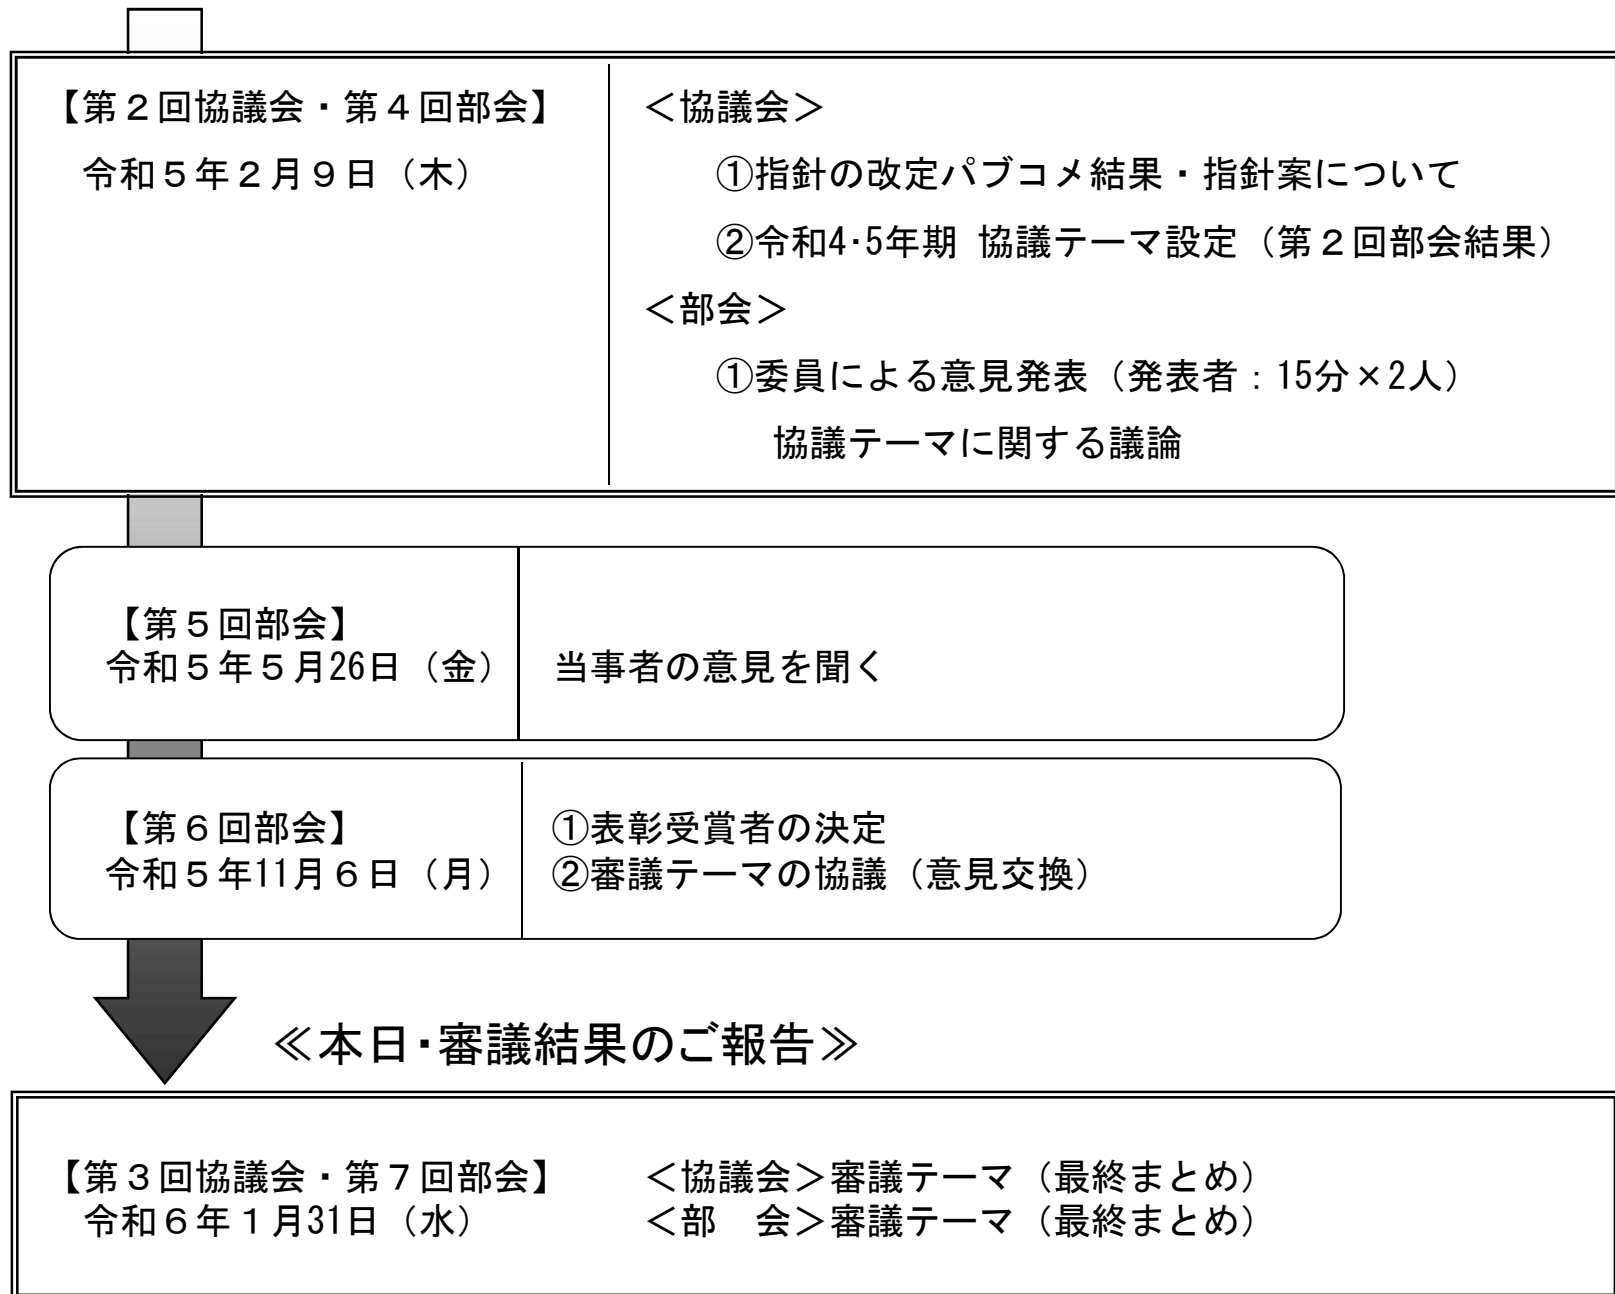 【第２回協議会・第４回部会】
令和５年２月９日（木）
＜協議会＞
①指針の改定パブコメ結果・指針案について
②令和4･5年期 協議テーマ設定（第２回部会結果）
＜部会＞
①委員による意見発表（発表者：15分×2人）
協議テーマに関する議論
【第５回部会】
令和５年５月26日（金）
当事者の意見を聞く
【第６回部会】
令和５年11月６日（月）
①表彰受賞者の決定
②審議テーマの協議（意見交換）
≪本日・審議結果のご報告≫
【第３回協議会・第７回部会】
令和６年１月31日（水）
＜協議会＞審議テーマ（最終まとめ）
＜部　会＞審議テーマ（最終まとめ）